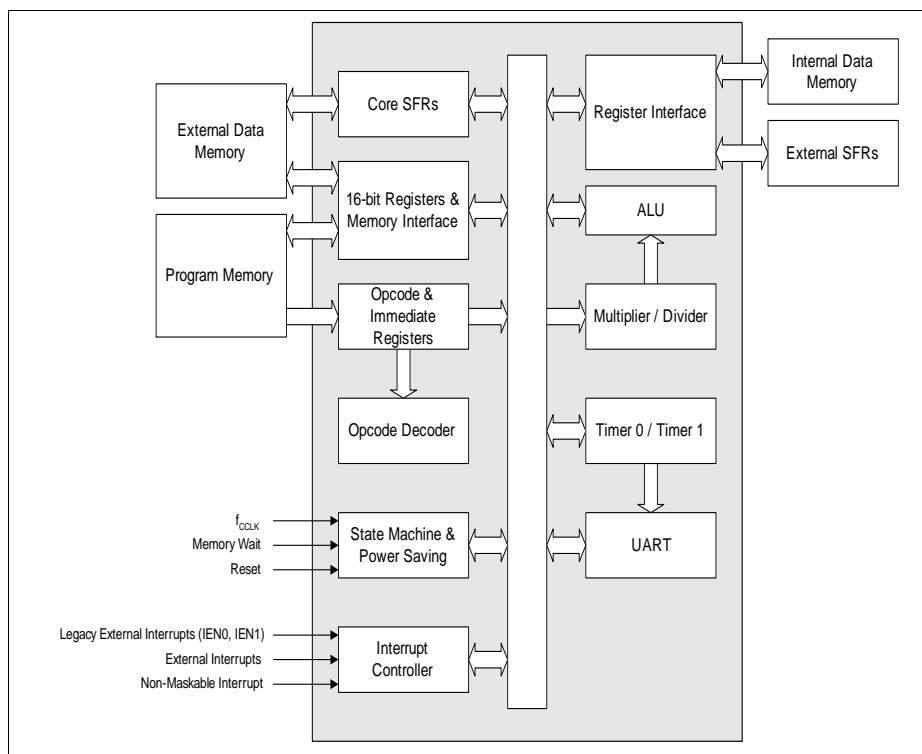 Core SFRs
Register Interface
Internal Data
Memory
External SFRs
External Data
Memory
16-bit Registers &
Memory Interface
ALU
Program Memory
Opcode &
Immediate
Registers
Multiplier / Divider
Opcode Decoder
Timer 0 / Timer 1
fCCLK
Memory Wait
Reset
State Machine &
Power Saving
UART
Legacy External Interrupts (IEN0, IEN1)
External Interrupts
Non-Maskable Interrupt
Interrupt
Controller